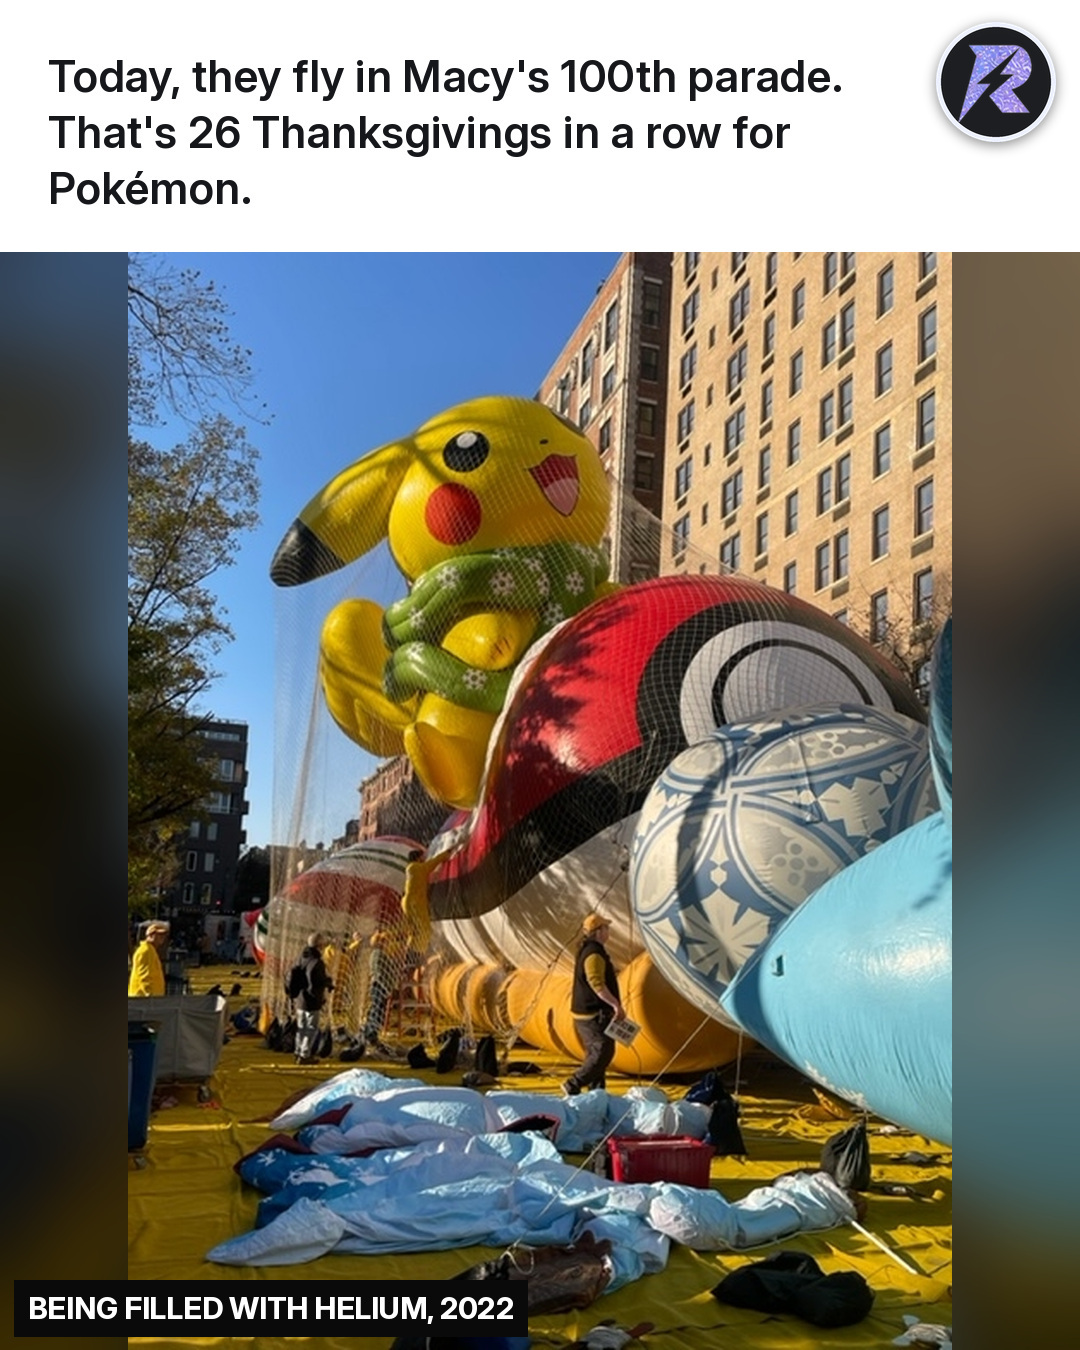 Today, they fly in Macy's 100th parade.
That's 26 Thanksgivings in a row for
Pokémon.
R
BEING FILLED WITH HELIUM, 2022